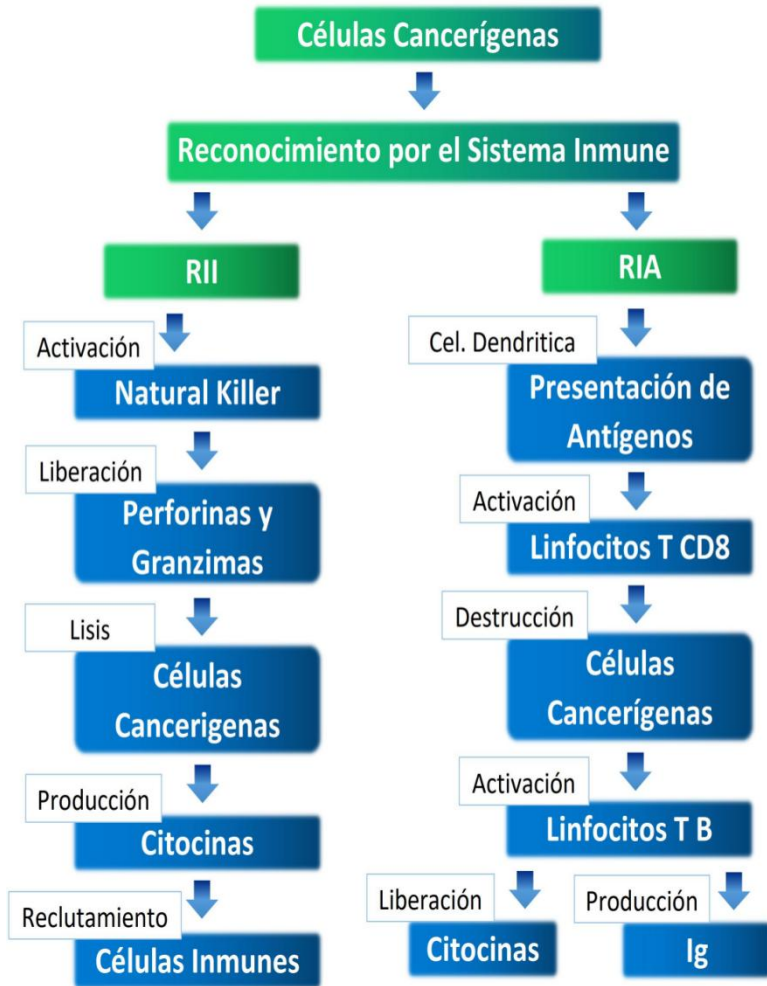 Células Cancerígenas
Reconocimiento por el Sistema Inmune
RII
Activación
Natural Killer
Liberación
Perforinas y
Granzimas
Lisis
Células
Cancerigenas
Producción
Citocinas
Reclutamiento
Células Inmunes
RIA
Cel. Dendritica
Presentación de
Antígenos
Activación
Linfocitos T CD8
Destrucción
Células
Cancerígenas
Activación
Linfocitos T B
Liberación
Citocinas
Producción
Ig